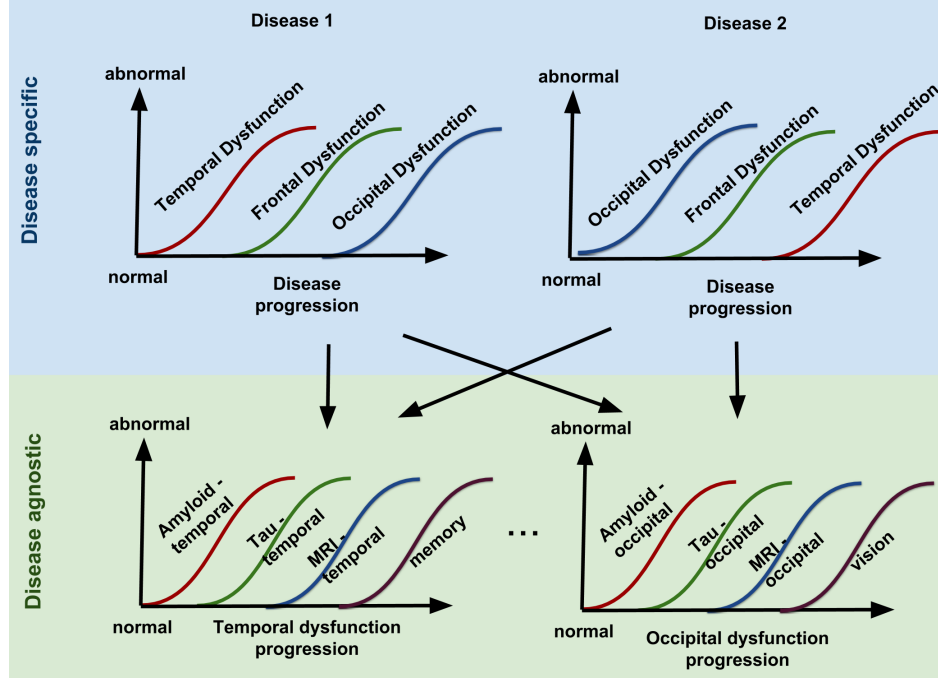 Disease 1
Disease 2
Disease specific
abnormal
Temporal Dysfunction
Frontal Dysfunction
Occipital Dysfunction
normal
Disease
progression
abnormal
Occipital Dysfunction
Frontal Dysfunction
Temporal Dysfunction
normal
Disease
progression
Disease agnostic
abnormal
Amyloid -
temporal
Tau -
temporal
MRI -
temporal
memory
normal
Temporal dysfunction
progression
...
abnormal
Amyloid -
occipital
Tau -
occipital
MRI -
occipital
vision
normal
Occipital dysfunction
progression